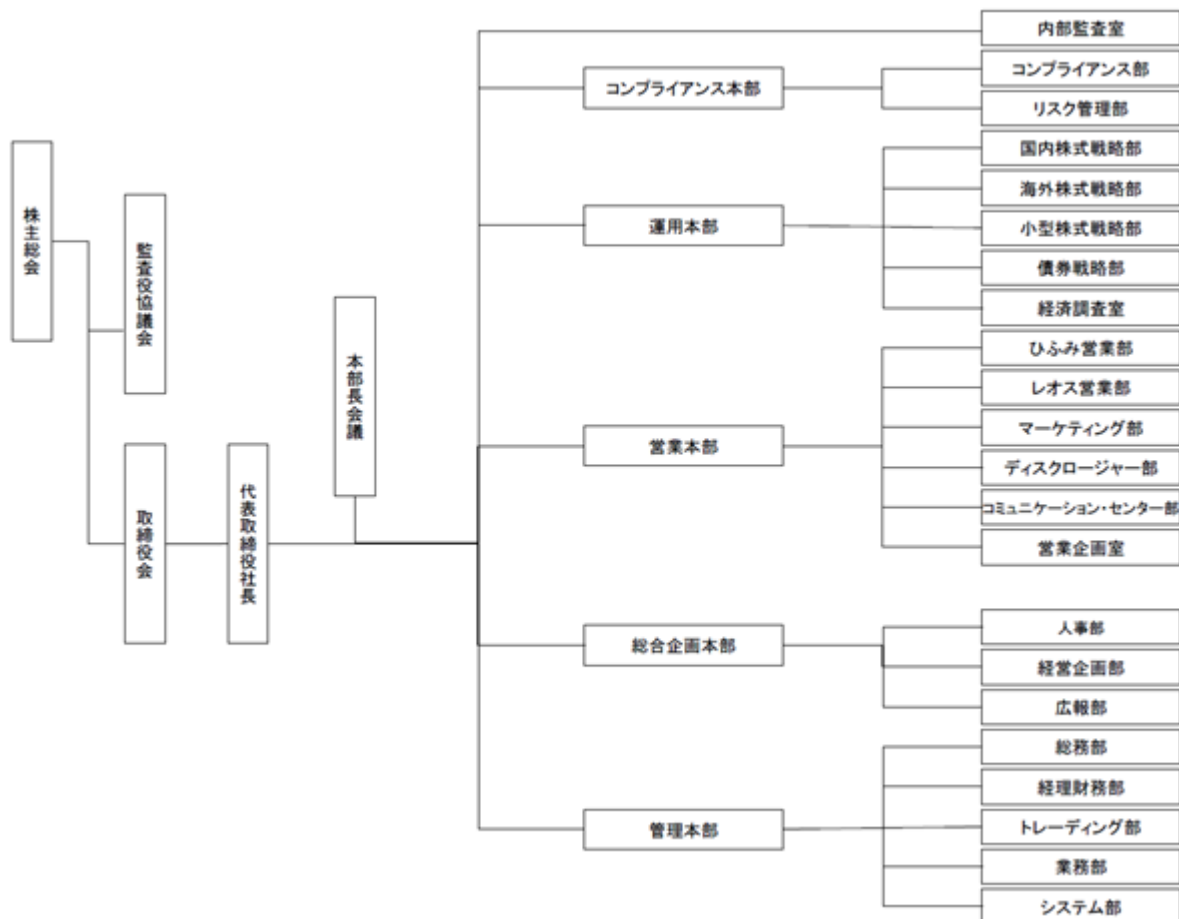 株主総会
監査役協議会
取締役会
代表取締役社長
本部長会議
内部監査室
コンプライアンス本部
コンプライアンス部
リスク管理部
運用本部
国内株式戦略部
海外株式戦略部
小型株式戦略部
債券戦略部
経済調査室
営業本部
ひふみ営業部
レオス営業部
マーケティング部
ディスクロージャー部
コミュニケーション・センター部
営業企画室
総合企画本部
人事部
経営企画部
広報部
管理本部
総務部
経理財務部
トレーディング部
業務部
システム部